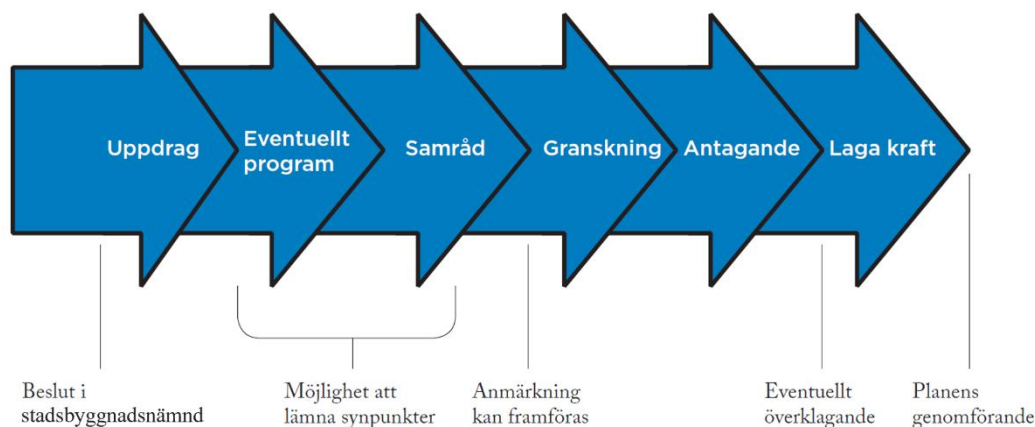 Uppdrag
Eventuellt
program
Samråd
Granskning
Antagande
Laga kraft
Beslut i
stadsbyggnadsnämnd
Möjlighet att
lämna synpunkter
Anmärkning
kan framföras
Eventuellt
överklagande
Planens
genomförande